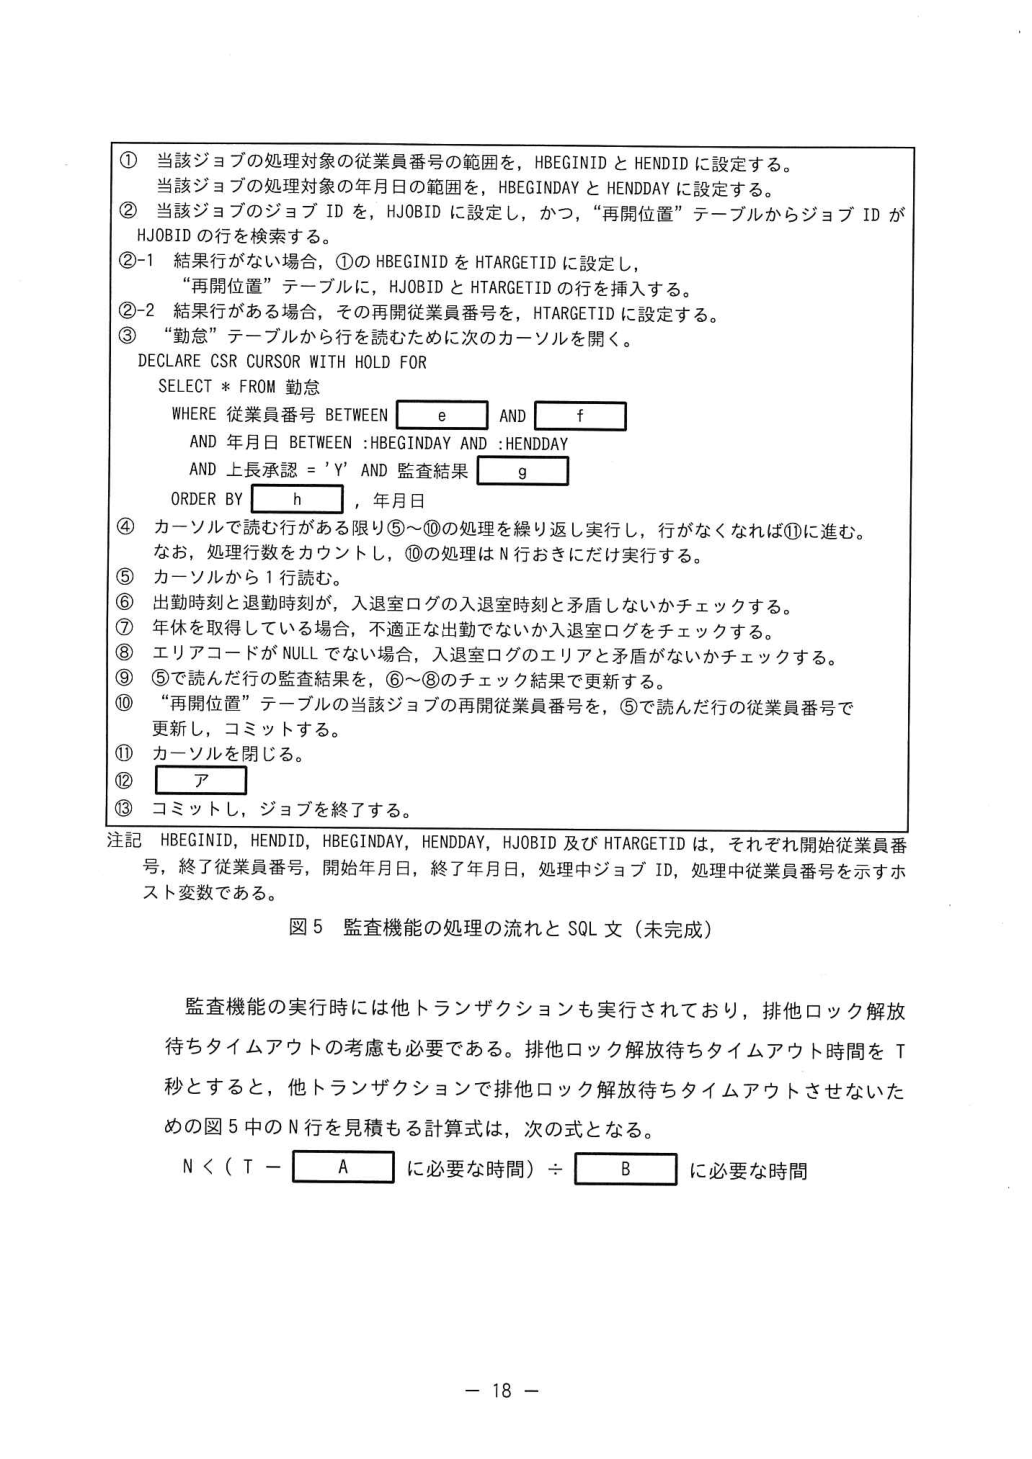 ① 当該ジョブの処理対象の従業員番号の範囲を，HBEGINID と HENDID に設定する。
当該ジョブの処理対象の年月日の範囲を，HBEGINDAY と HENDDAY に設定する。
② 当該ジョブのジョブ ID を，HJOBID に設定し，かつ，“再開位置”テーブルからジョブ ID が
HJOBID の行を検索する。
②-1 結果行がない場合，①の HBEGINID を HTARGETID に設定し，
“再開位置”テーブルに，HJOBID と HTARGETID の行を挿入する。
②-2 結果行がある場合，その再開従業員番号を，HTARGETID に設定する。
③ “勤怠”テーブルから行を読むために次のカーソルを開く。
DECLARE CSR CURSOR WITH HOLD FOR
SELECT * FROM 勤怠
WHERE 従業員番号 BETWEEN e AND f
AND 年月日 BETWEEN :HBEGINDAY AND :HENDDAY
AND 上長承認 = 'Y' AND 監査結果 g
ORDER BY h ，年月日
④ カーソルで読む行がある限り⑤～⑩の処理を繰り返し実行し，行がなくなれば⑪に進む。
なお，処理行数をカウントし，⑩の処理は N 行おきにだけ実行する。
⑤ カーソルから 1 行読む。
⑥ 出勤時刻と退勤時刻が，入退室ログの入退室時刻と矛盾しないかチェックする。
⑦ 年休を取得している場合，不適正な出勤でないか入退室ログをチェックする。
⑧ エリアコードが NULL でない場合，入退室ログのエリアと矛盾がないかチェックする。
⑨ ⑤で読んだ行の監査結果を，⑥～⑧のチェック結果で更新する。
⑩ “再開位置”テーブルの当該ジョブの再開従業員番号を，⑤で読んだ行の従業員番号で
更新し，コミットする。
⑪ カーソルを閉じる。
⑫ ア
⑬ コミットし，ジョブを終了する。
注記 HBEGINID，HENDID，HBEGINDAY，HENDDAY，HJOBID 及び HTARGETID は，それぞれ開始従業員番
号，終了従業員番号，開始年月日，終了年月日，処理中ジョブ ID，処理中従業員番号を示すホ
スト変数である。
図5 監査機能の処理の流れと SQL 文（未完成）
監査機能の実行時には他トランザクションも実行されており，排他ロック解放
待ちタイムアウトの考慮も必要である。排他ロック解放待ちタイムアウト時間を T
秒とすると，他トランザクションで排他ロック解放待ちタイムアウトさせないた
めの図5中の N 行を見積もる計算式は，次の式となる。
N＜（T － A に必要な時間）÷ B に必要な時間
－ 18 －